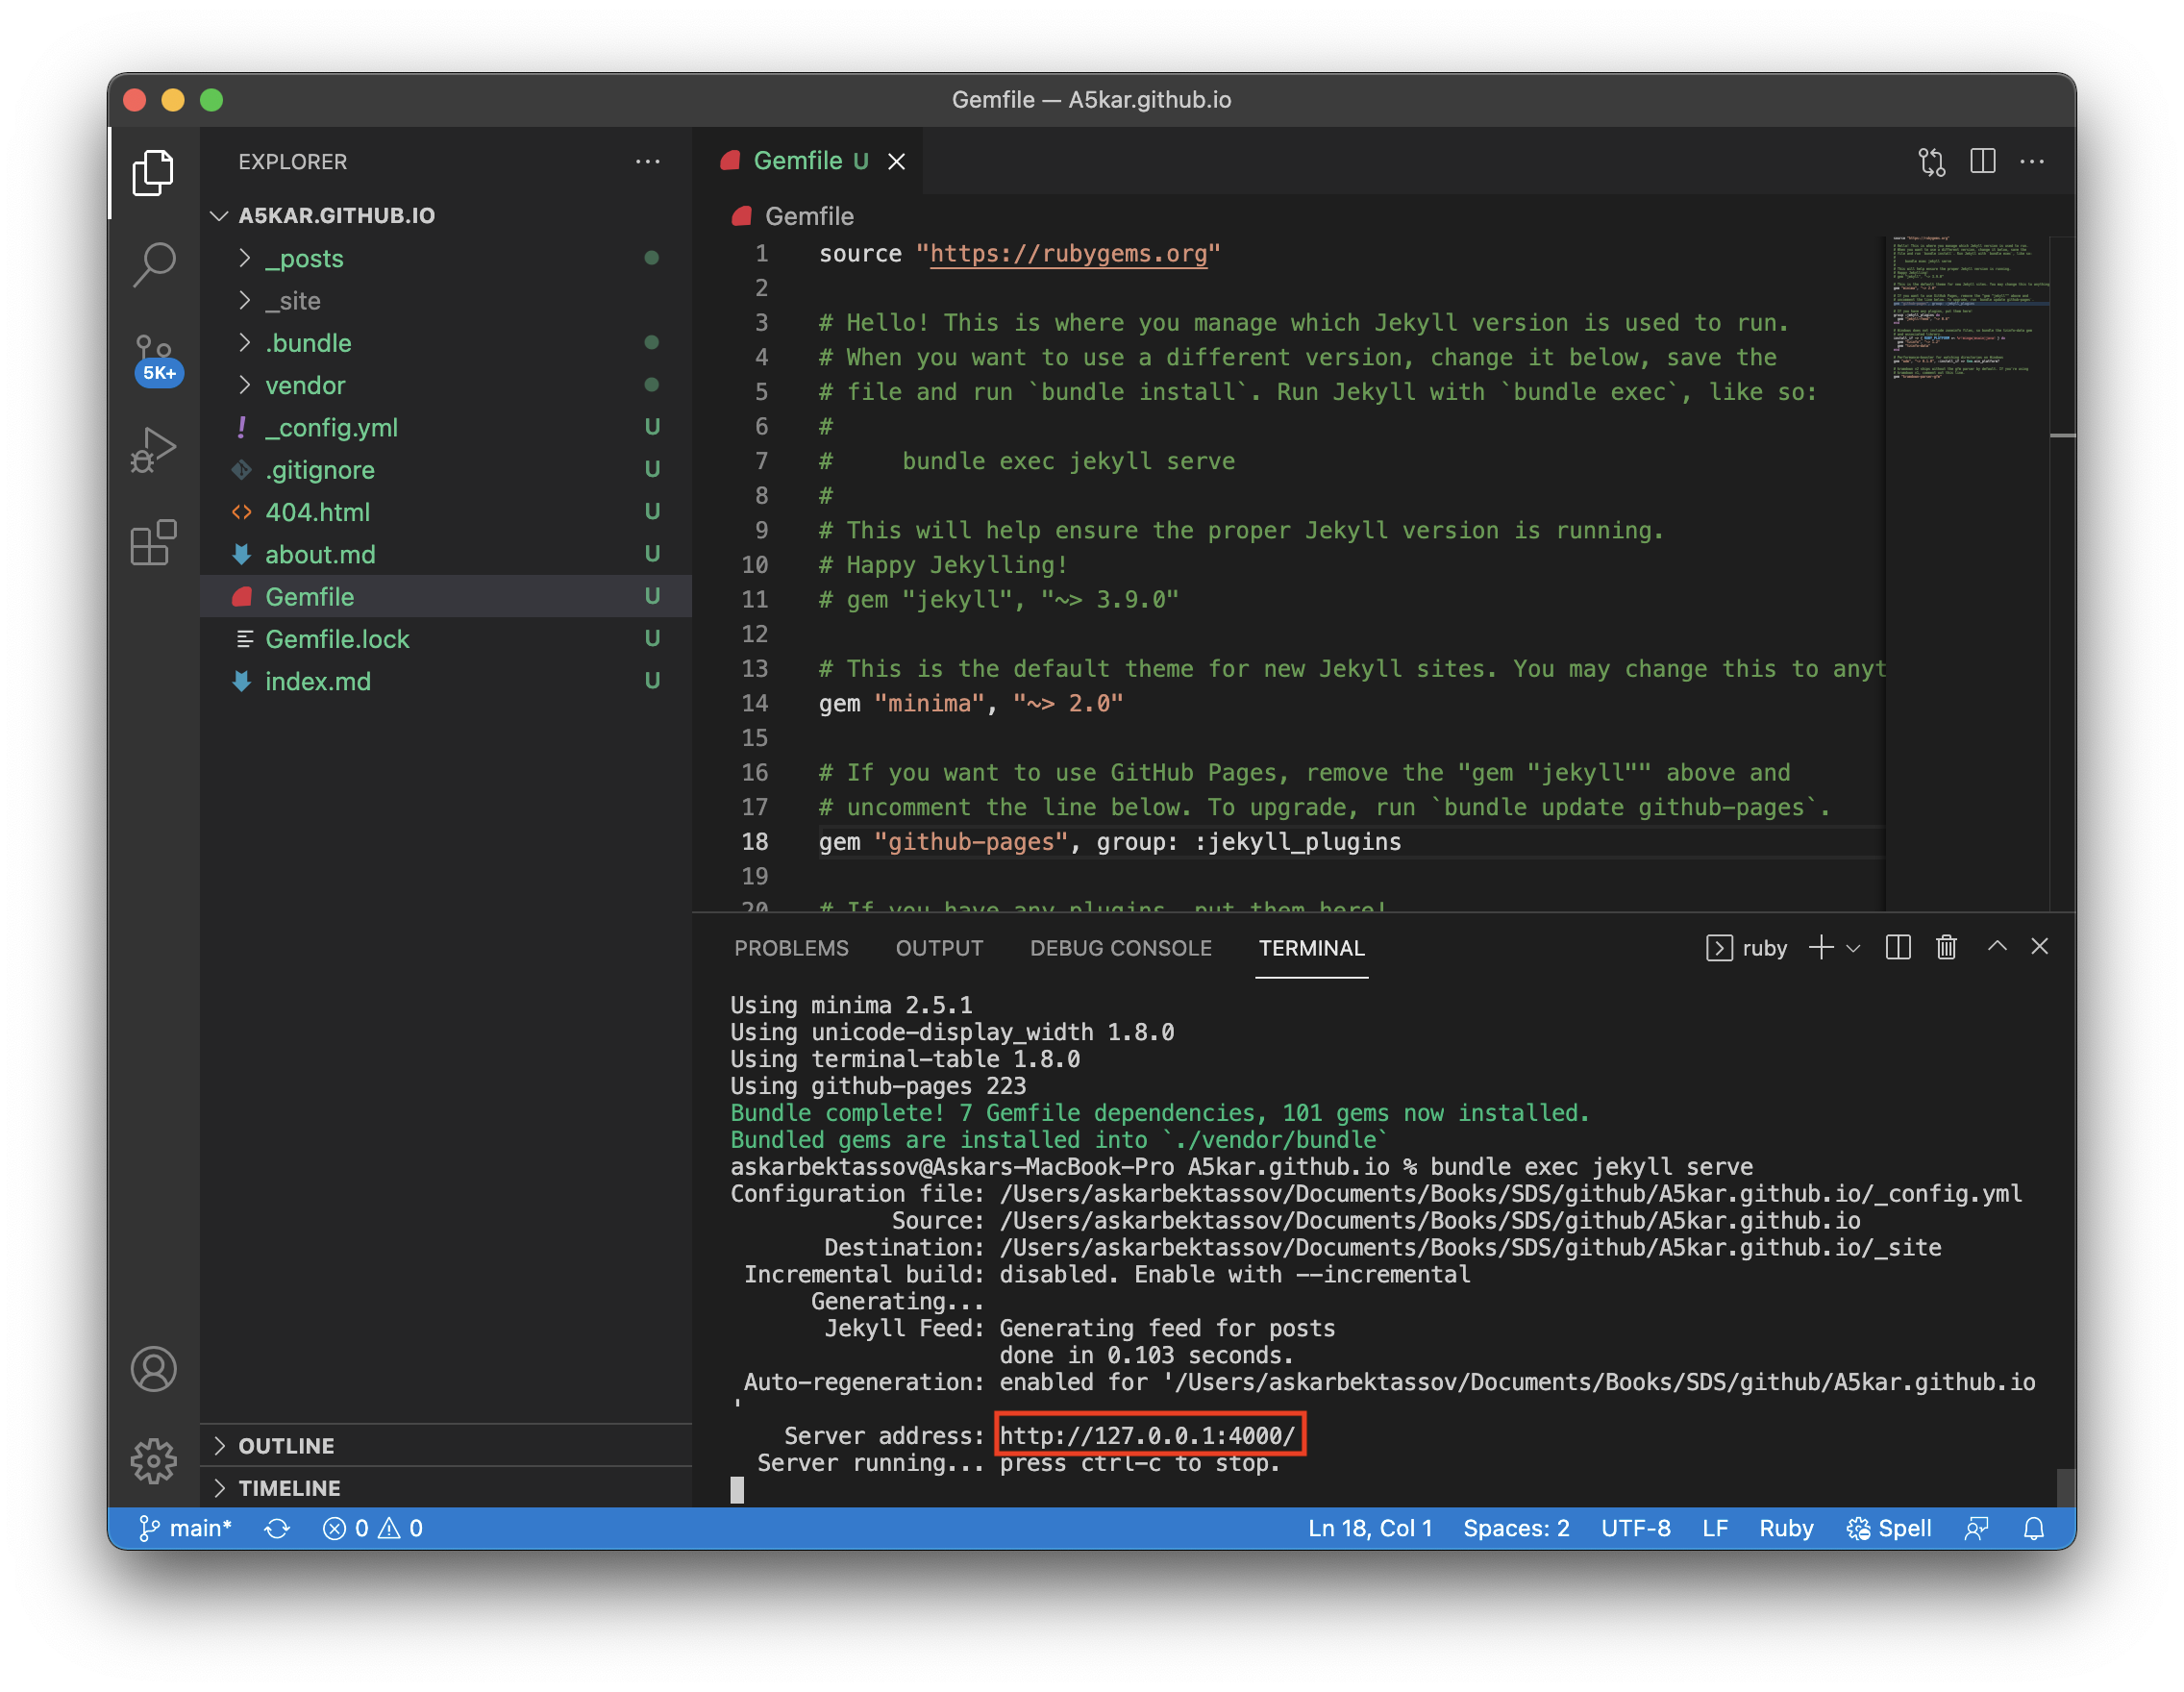 Gemfile — A5kar.github.io
EXPLORER
A5KAR.GITHUB.IO
_posts
_site
.bundle
vendor
_config.yml U
.gitignore U
404.html U
about.md U
Gemfile U
Gemfile.lock U
index.md U
5K+
OUTLINE
TIMELINE
Gemfile U
Gemfile
1 source "https://rubygems.org"
2
3 # Hello! This is where you manage which Jekyll version is used to run.
4 # When you want to use a different version, change it below, save the
5 # file and run `bundle install`. Run Jekyll with `bundle exec`, like so:
6 #
7 #     bundle exec jekyll serve
8 #
9 # This will help ensure the proper Jekyll version is running.
10 # Happy Jekylling!
11 # gem "jekyll", "~> 3.9.0"
12
13 # This is the default theme for new Jekyll sites. You may change this to anyt
14 gem "minima", "~> 2.0"
15
16 # If you want to use GitHub Pages, remove the "gem "jekyll"" above and
17 # uncomment the line below. To upgrade, run `bundle update github-pages`.
18 gem "github-pages", group: :jekyll_plugins
19
20 # If you have any plugins, put them here!
PROBLEMS OUTPUT DEBUG CONSOLE TERMINAL ruby
Using minima 2.5.1
Using unicode-display_width 1.8.0
Using terminal-table 1.8.0
Using github-pages 223
Bundle complete! 7 Gemfile dependencies, 101 gems now installed.
Bundled gems are installed into `./vendor/bundle`
askarbektassov@Askars-MacBook-Pro A5kar.github.io % bundle exec jekyll serve
Configuration file: /Users/askarbektassov/Documents/Books/SDS/github/A5kar.github.io/_config.yml
Source: /Users/askarbektassov/Documents/Books/SDS/github/A5kar.github.io
Destination: /Users/askarbektassov/Documents/Books/SDS/github/A5kar.github.io/_site
Incremental build: disabled. Enable with --incremental
Generating...
Jekyll Feed: Generating feed for posts
done in 0.103 seconds.
Auto-regeneration: enabled for '/Users/askarbektassov/Documents/Books/SDS/github/A5kar.github.io
'
Server address: http://127.0.0.1:4000/
Server running... press ctrl-c to stop.
main* 0 0 Ln 18, Col 1 Spaces: 2 UTF-8 LF Ruby Spell